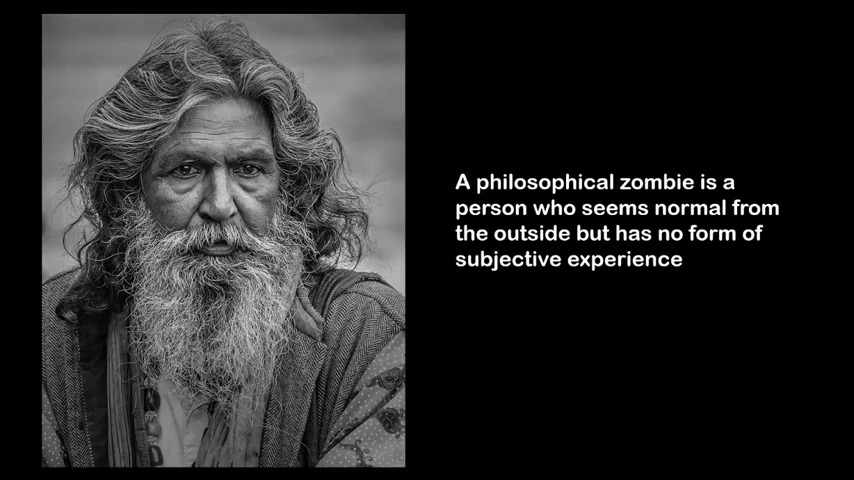 A philosophical zombie is a
person who seems normal from
the outside but has no form of
subjective experience